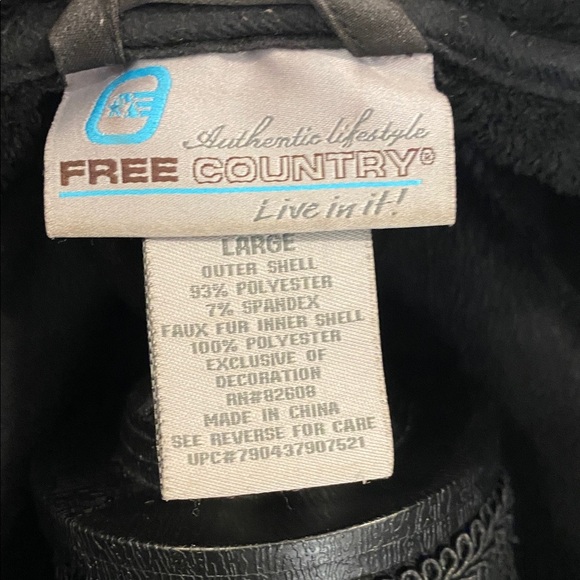 Authentic lifestyle
FREE COUNTRY®
Live in it!
LARGE
OUTER SHELL
93% POLYESTER
7% SPANDEX
FAUX FUR INNER SHELL
100% POLYESTER
EXCLUSIVE OF
DECORATION
RN#82608
MADE IN CHINA
SEE REVERSE FOR CARE
UPC#790437907521